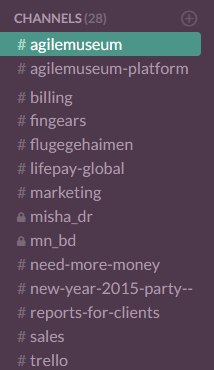 CHANNELS (28)
# agilemuseum
# agilemuseum-platform
# billing
# fingears
# flugegehaimen
# lifepay-global
# marketing
misha_dr
mn_bd
# need-more-money
# new-year-2015-party--
# reports-for-clients
# sales
# trello